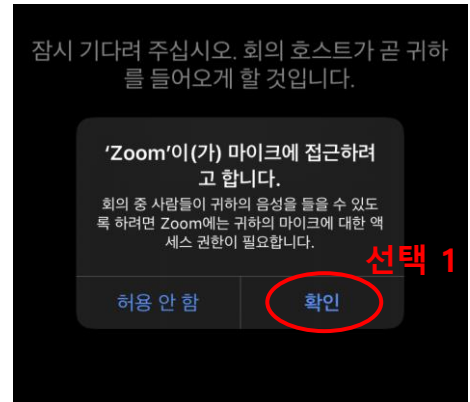 잠시 기다려 주십시오. 회의 호스트가 곧 귀하
를 들어오게 할 것입니다.
‘Zoom’이(가) 마이크에 접근하려
고 합니다.
회의 중 사람들이 귀하의 음성을 들을 수 있도
록 하려면 Zoom에는 귀하의 마이크에 대한 액
세스 권한이 필요합니다.
선택 1
허용 안 함
확인